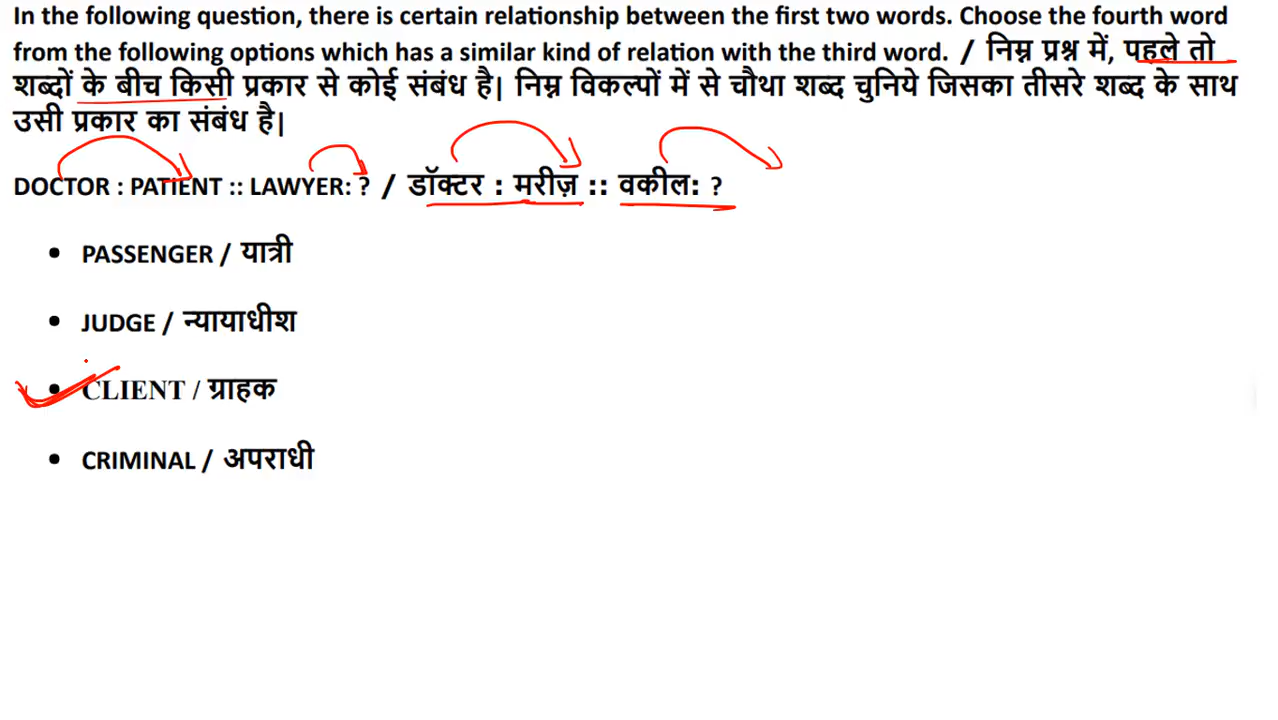 In the following question, there is certain relationship between the first two words. Choose the fourth word
from the following options which has a similar kind of relation with the third word. / निम्न प्रश्न में, पहले तो
शब्दों के बीच किसी प्रकार से कोई संबंध है| निम्न विकल्पों में से चौथा शब्द चुनिये जिसका तीसरे शब्द के साथ
उसी प्रकार का संबंध है|
DOCTOR : PATIENT :: LAWYER: ? / डॉक्टर : मरीज़ :: वकील: ?
• PASSENGER / यात्री
• JUDGE / न्यायाधीश
• CLIENT / ग्राहक
• CRIMINAL / अपराधी